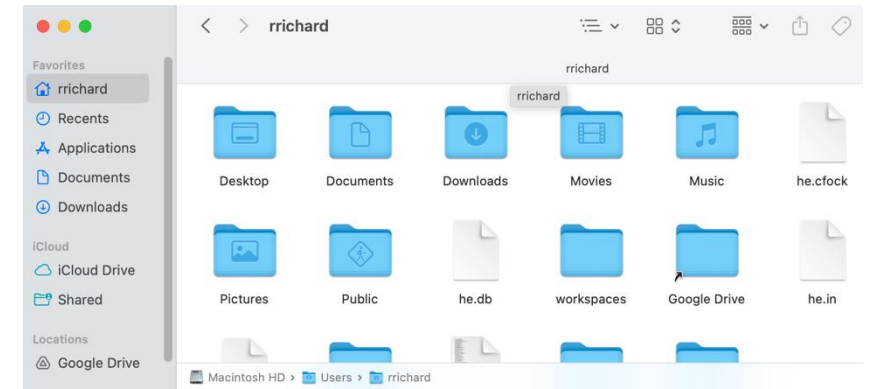 rrichard
Favorites
rrichard
Recents
Applications
Documents
Downloads
iCloud
iCloud Drive
Shared
Locations
Google Drive
rrichard
rrichard
Desktop Documents Downloads Movies Music he.cfock
Pictures Public he.db workspaces Google Drive he.in
Macintosh HD › Users › rrichard